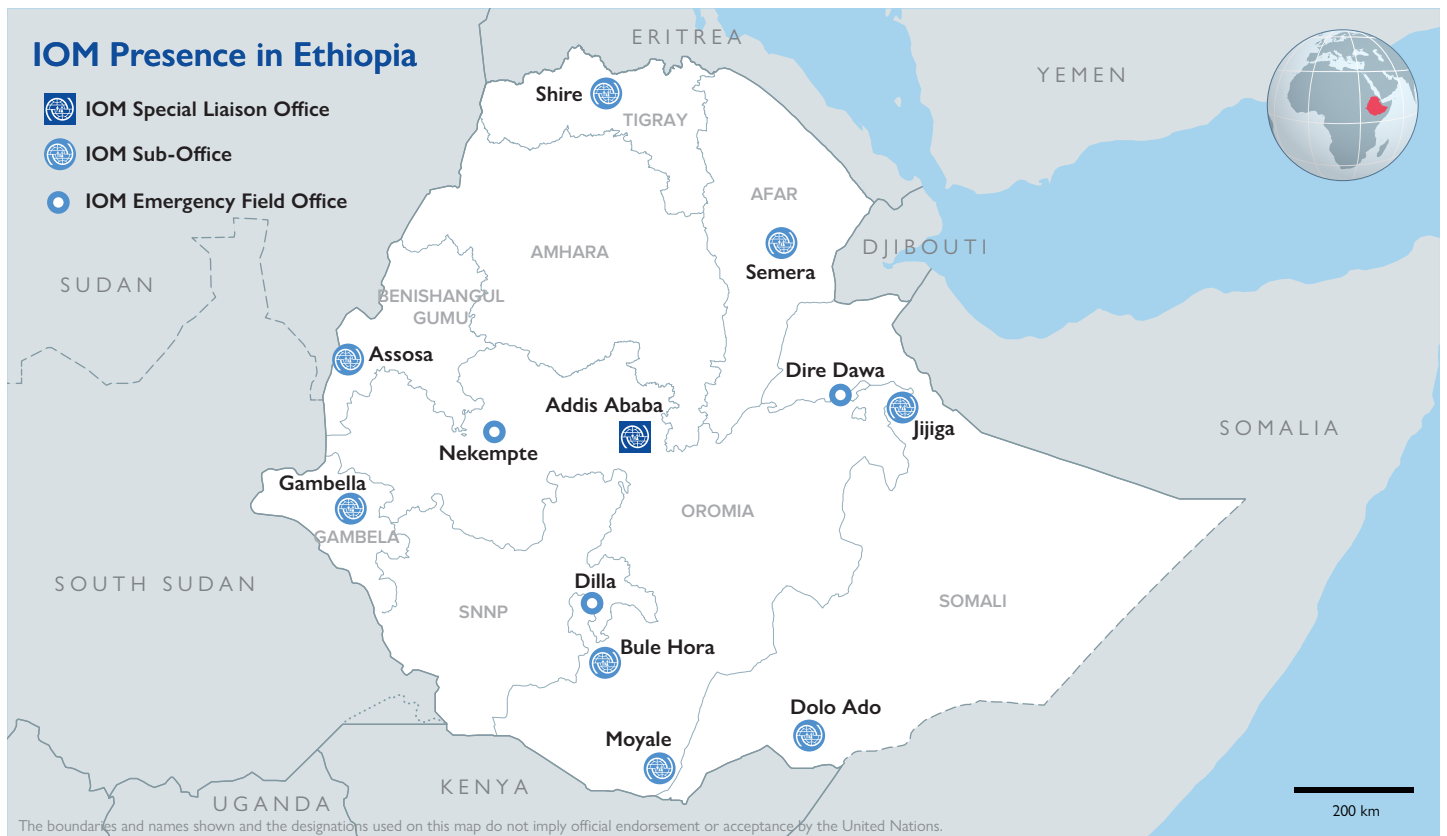 IOM Presence in Ethiopia
IOM Special Liaison Office
IOM Sub-Office
IOM Emergency Field Office
ERITREA
YEMEN
Shire
TIGRAY
AFAR
AMHARA
DJIBOUTI
Semera
SUDAN
BENISHANGUL
GUMU
Assosa
Dire Dawa
Addis Ababa
Jijiga
SOMALIA
Nekempte
Gambella
OROMIA
GAMBELA
SOUTH SUDAN
Dilla
SNNP
SOMALI
Bule Hora
Dolo Ado
Moyale
KENYA
UGANDA
200 km
The boundaries and names shown and the designations used on this map do not imply official endorsement or acceptance by the United Nations.